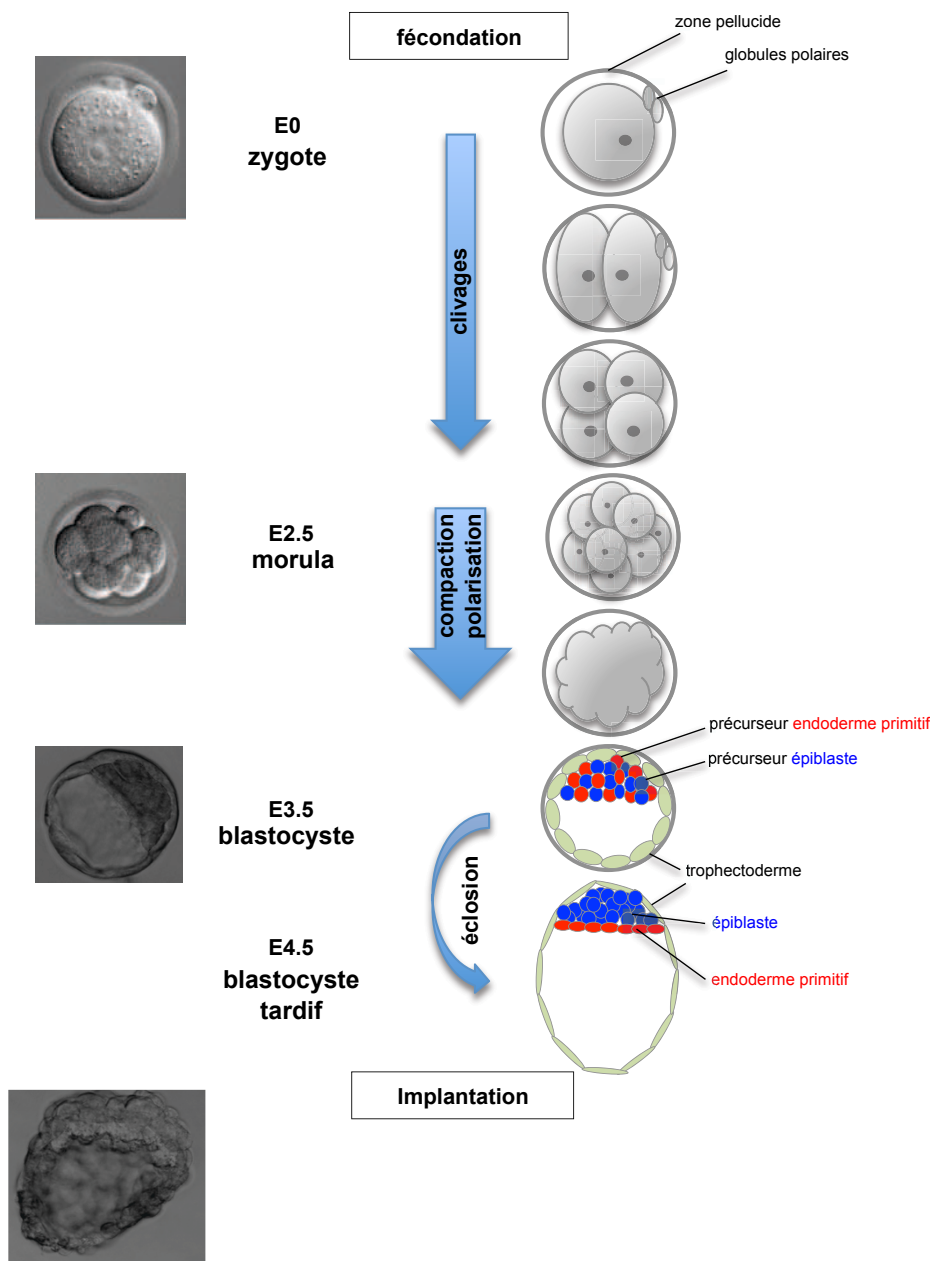 zone pellucide
fécondation
globules polaires
E0
zygote
clivages
E2.5
morula
compaction
polarisation
précurseur endoderme primitif
précurseur épiblaste
E3.5
blastocyste
trophectoderme
éclosion
épiblaste
E4.5
blastocyste
tardif
endoderme primitif
Implantation